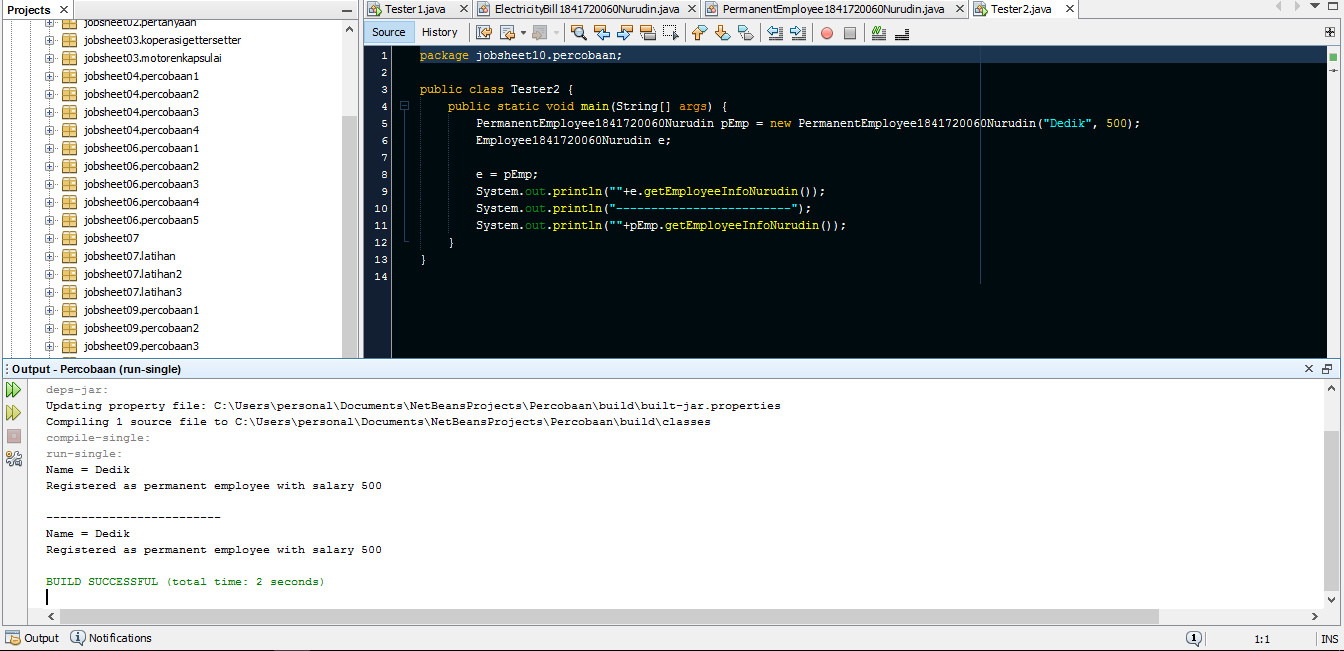 Projects
jobsheet02.pertanyaan
jobsheet03.koperasigettersetter
jobsheet03.motorenkapsulai
jobsheet04.percobaan1
jobsheet04.percobaan2
jobsheet04.percobaan3
jobsheet04.percobaan4
jobsheet06.percobaan1
jobsheet06.percobaan2
jobsheet06.percobaan3
jobsheet06.percobaan4
jobsheet06.percobaan5
jobsheet07
jobsheet07.latihan
jobsheet07.latihan2
jobsheet07.latihan3
jobsheet09.percobaan1
jobsheet09.percobaan2
jobsheet09.percobaan3
Tester1.java ElectricityBill1841720060Nurudin.java PermanentEmployee1841720060Nurudin.java Tester2.java
Source History
1 package jobsheet10.percobaan;
2
3 public class Tester2 {
4 public static void main(String[] args) {
5 PermanentEmployee1841720060Nurudin pEmp = new PermanentEmployee1841720060Nurudin("Dedik", 500);
6 Employee1841720060Nurudin e;
7
8 e = pEmp;
9 System.out.println(""+e.getEmployeeInfoNurudin());
10 System.out.println("-------------------------");
11 System.out.println(""+pEmp.getEmployeeInfoNurudin());
12 }
13 }
14
Output - Percobaan (run-single)
deps-jar:
Updating property file: C:\Users\personal\Documents\NetBeansProjects\Percobaan\build\built-jar.properties
Compiling 1 source file to C:\Users\personal\Documents\NetBeansProjects\Percobaan\build\classes
compile-single:
run-single:
Name = Dedik
Registered as permanent employee with salary 500
-------------------------
Name = Dedik
Registered as permanent employee with salary 500
BUILD SUCCESSFUL (total time: 2 seconds)
Output Notifications 1 1:1 INS